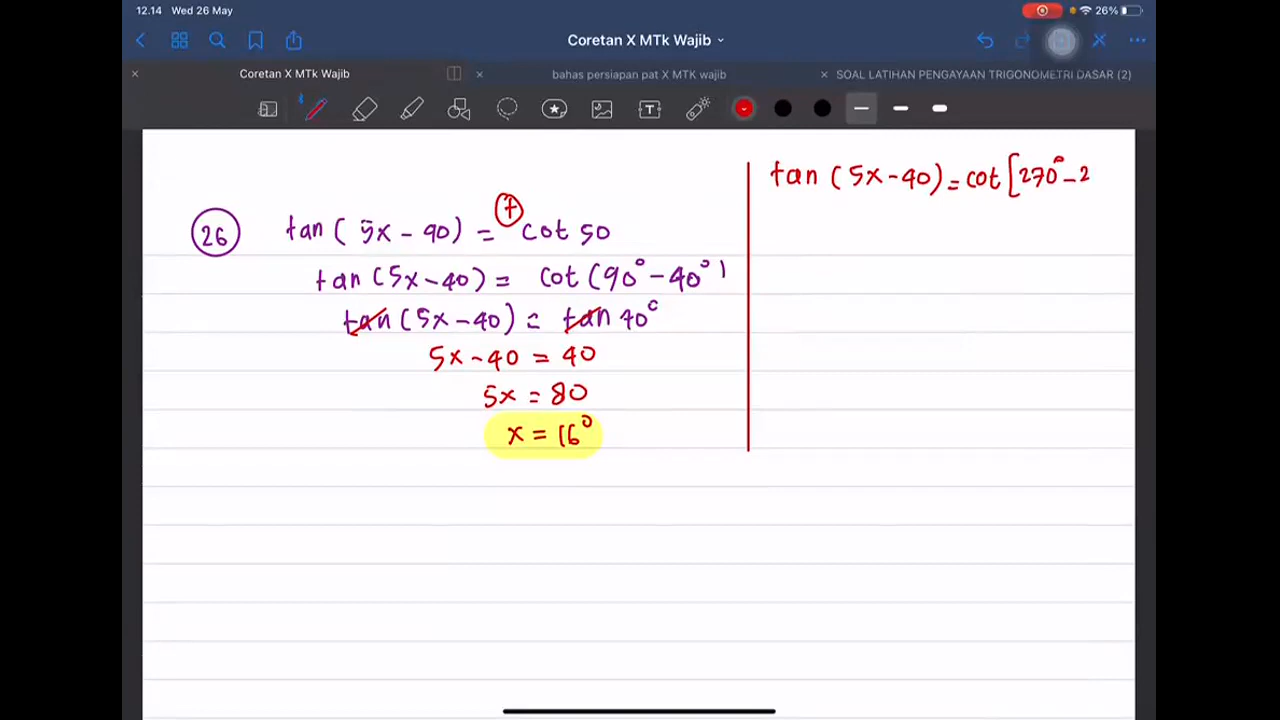 12.14 Wed 26 May
26%
Coretan X MTk Wajib
Coretan X MTk Wajib
bahas persiapan pat X MTK wajib
SOAL LATIHAN PENGAYAAN TRIGONOMETRI DASAR (2)
26 tan (5x - 40) = cot 50
+
tan (5x - 40) = cot (90° - 40°)
tan (5x - 40) = tan 40°
5x - 40 = 40
5x = 80
x = 16°
tan (5x - 40) = cot [270° - 2